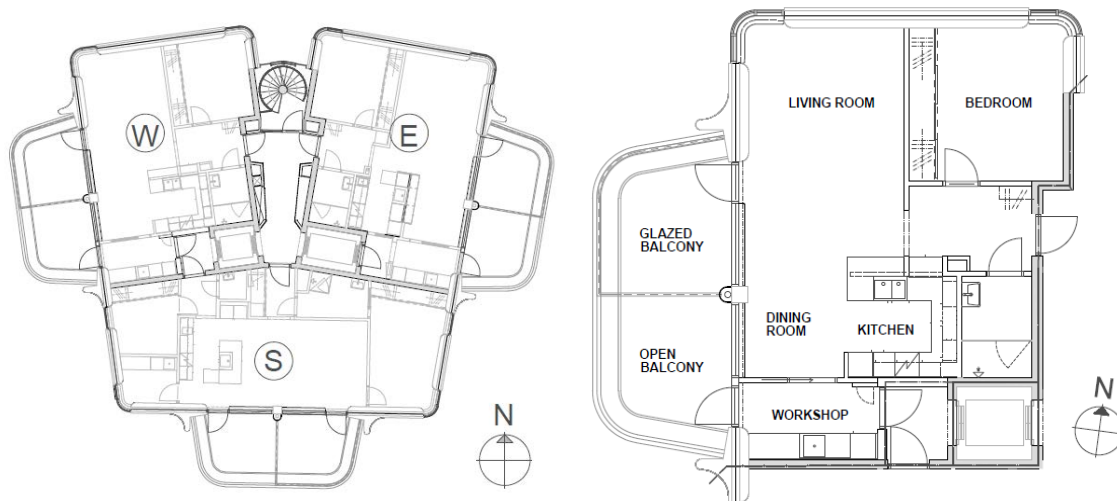 W
E
S
N
LIVING ROOM
BEDROOM
GLAZED
BALCONY
DINING
ROOM
KITCHEN
OPEN
BALCONY
WORKSHOP
N